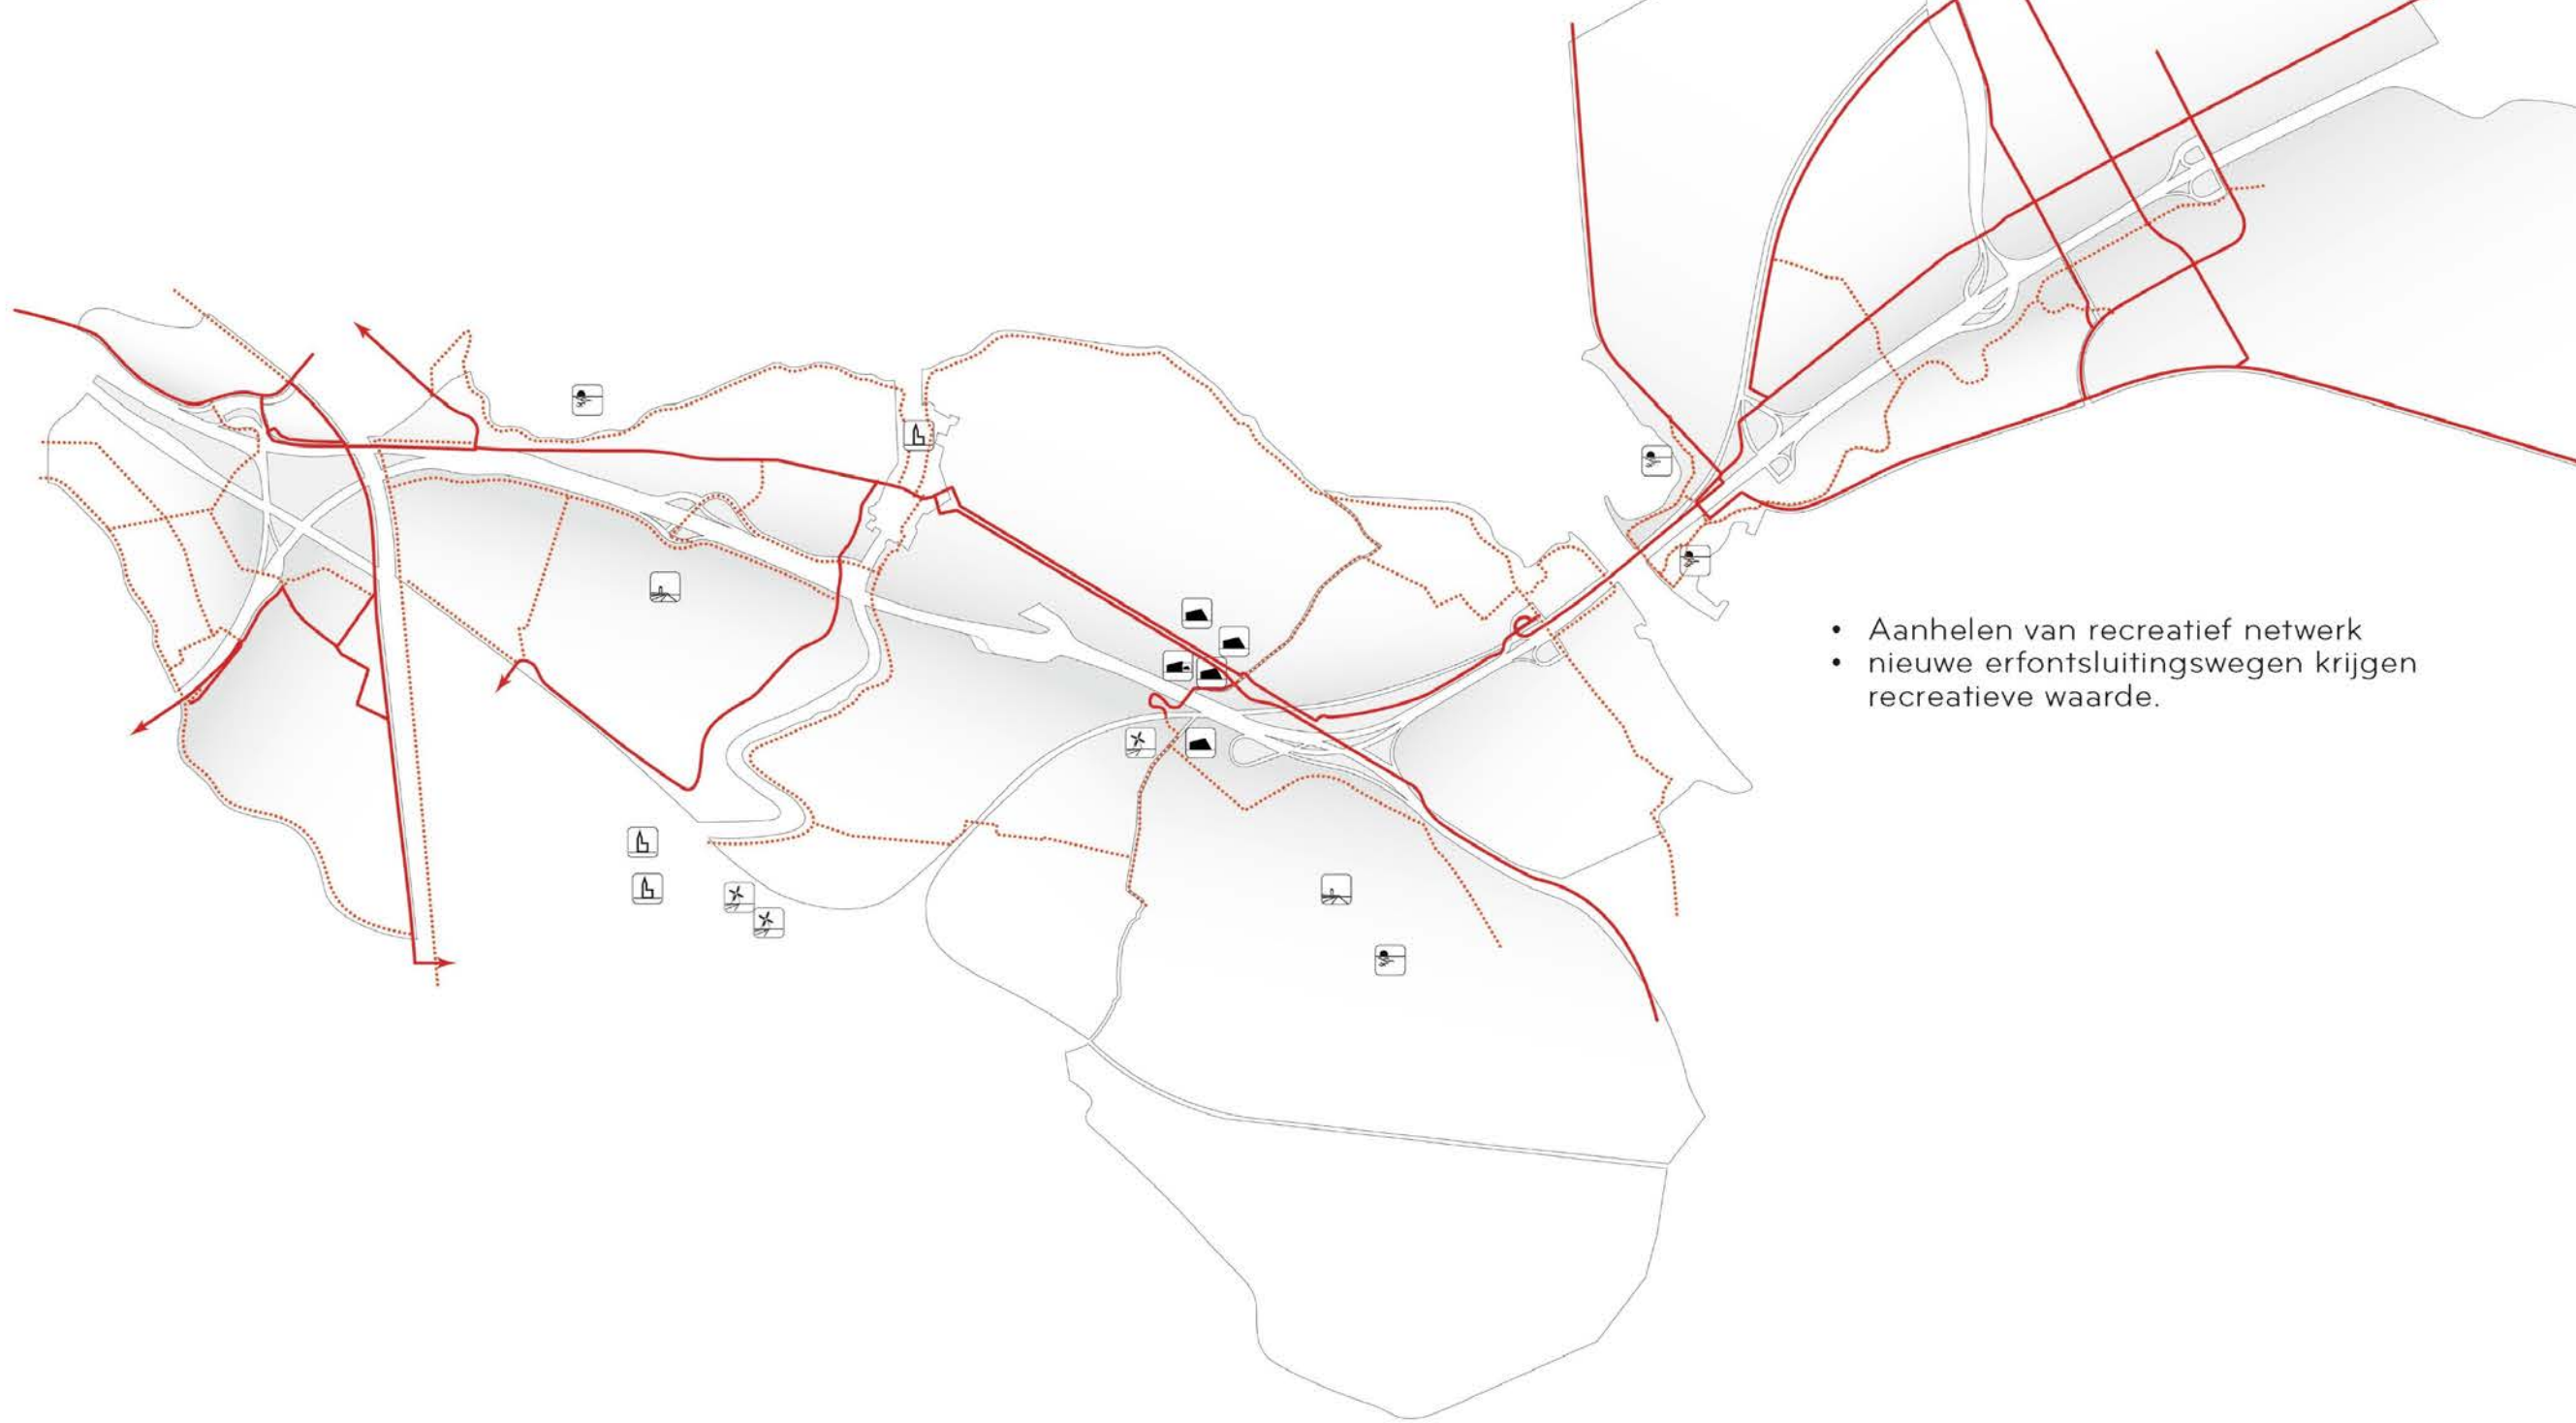 • Aanhelen van recreatief netwerk
• nieuwe erfontsluitingswegen krijgen
recreatieve waarde.